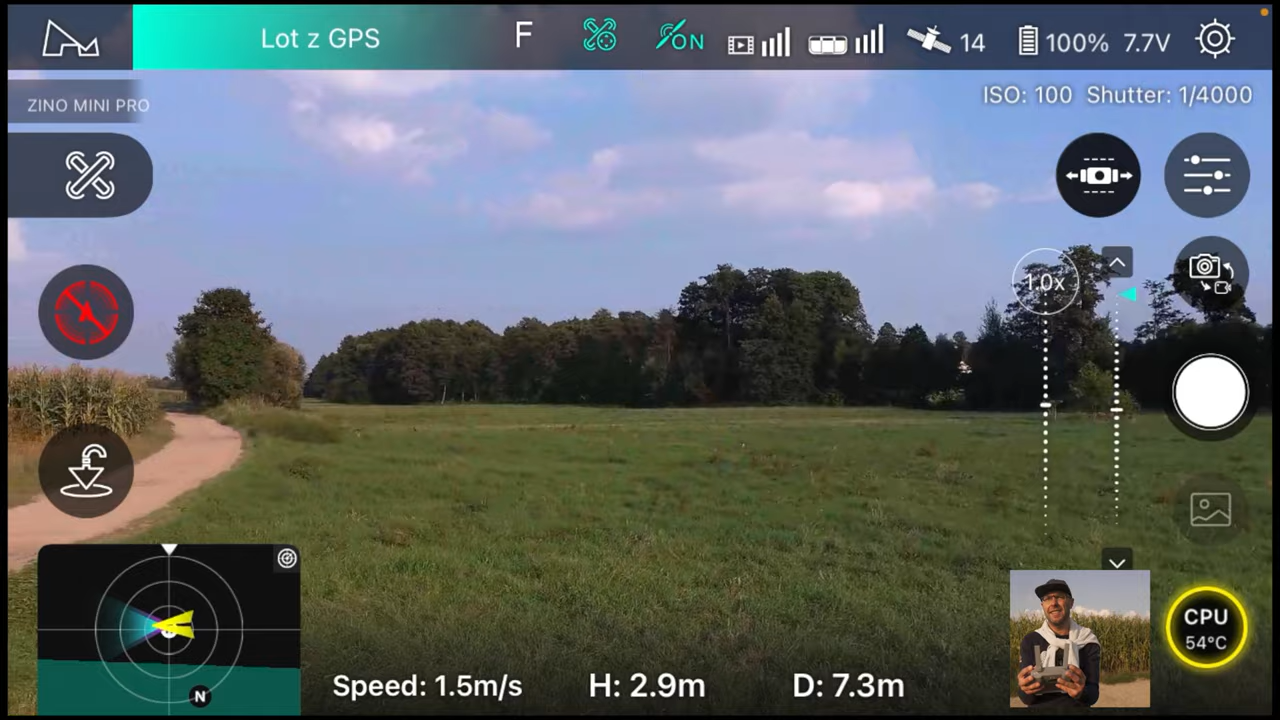 Lot z GPS
F
ON
14
100% 7.7V
ZINO MINI PRO
ISO: 100 Shutter: 1/4000
1.0x
N
Speed: 1.5m/s H: 2.9m D: 7.3m
CPU
54°C